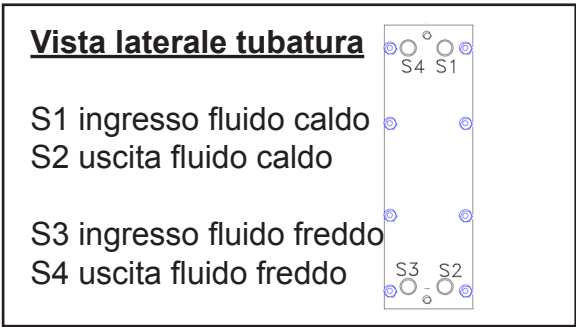 Vista laterale tubatura
S4 S1
S1 ingresso fluido caldo
S2 uscita fluido caldo
S3 ingresso fluido freddo
S4 uscita fluido freddo
S3 S2